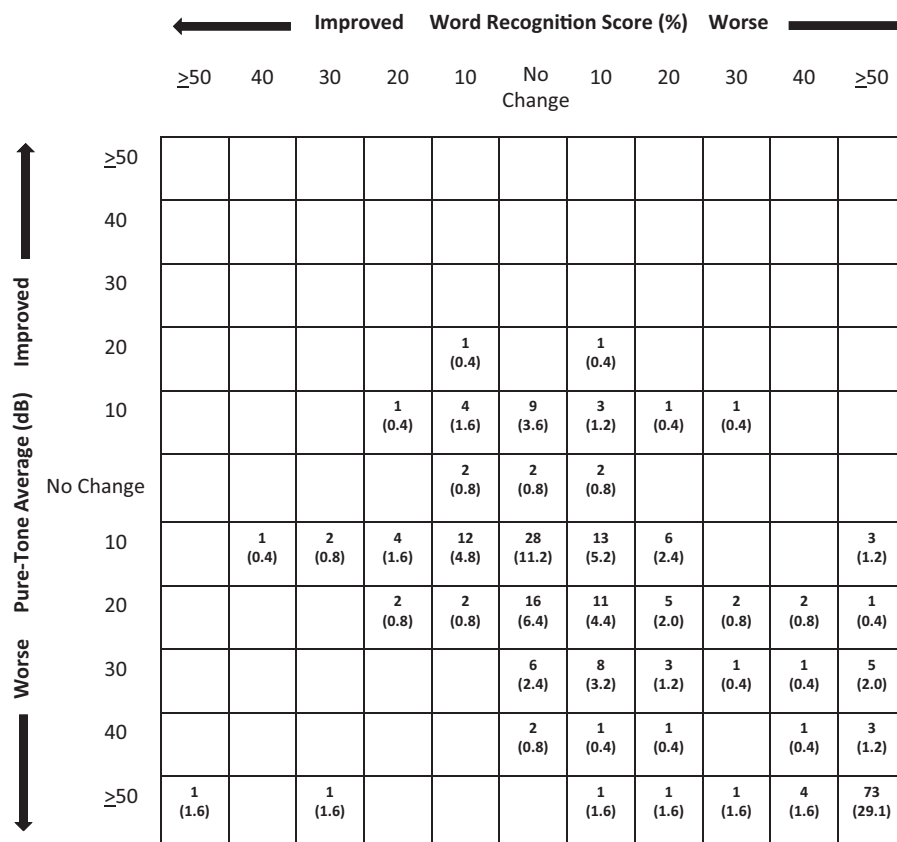 Improved Word Recognition Score (%) Worse
≥50 40 30 20 10 No Change 10 20 30 40 ≥50
Worse Pure-Tone Average (dB) Improved
≥50
40
30
20 1 (0.4) 1 (0.4)
10 1 (0.4) 4 (1.6) 9 (3.6) 3 (1.2) 1 (0.4) 1 (0.4)
No Change 2 (0.8) 2 (0.8) 2 (0.8)
10 1 (0.4) 2 (0.8) 4 (1.6) 12 (4.8) 28 (11.2) 13 (5.2) 6 (2.4) 3 (1.2)
20 2 (0.8) 2 (0.8) 16 (6.4) 11 (4.4) 5 (2.0) 2 (0.8) 2 (0.8) 1 (0.4)
30 6 (2.4) 8 (3.2) 3 (1.2) 1 (0.4) 1 (0.4) 5 (2.0)
40 2 (0.8) 1 (0.4) 1 (0.4) 1 (0.4) 3 (1.2)
≥50 1 (1.6) 1 (1.6) 1 (1.6) 1 (1.6) 1 (1.6) 4 (1.6) 73 (29.1)